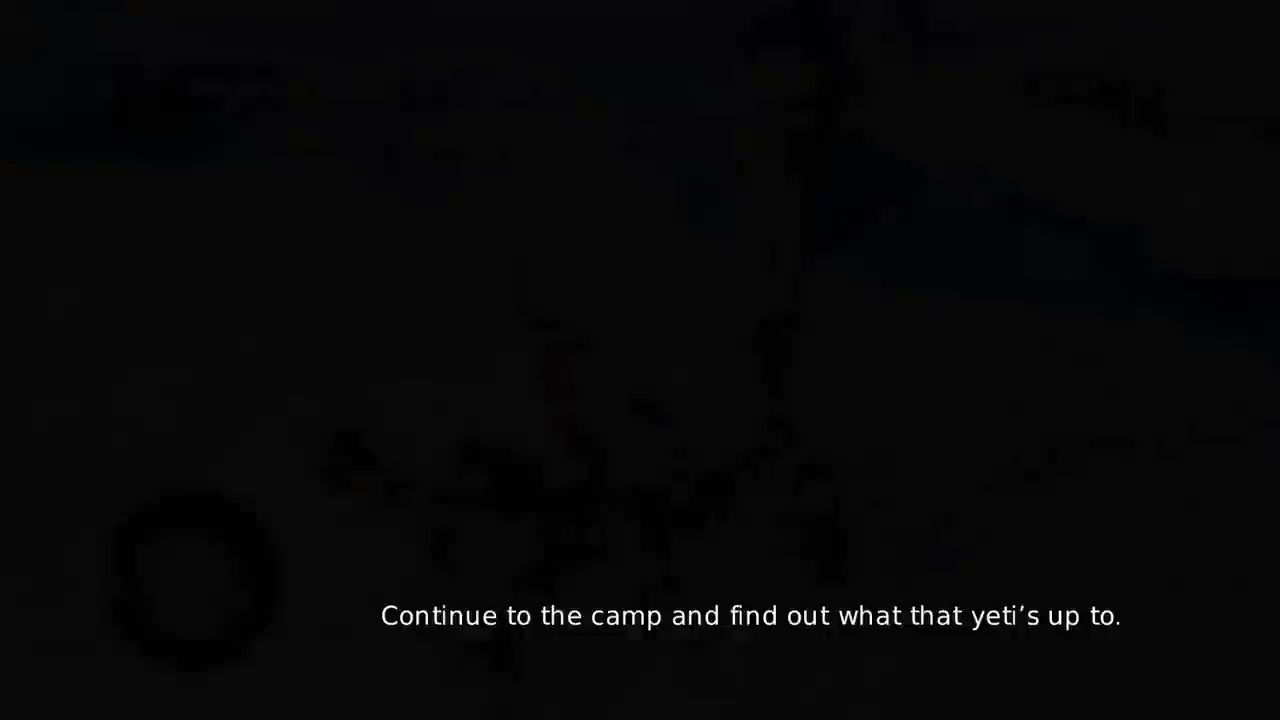 Continue to the camp and find out what that yeti’s up to.